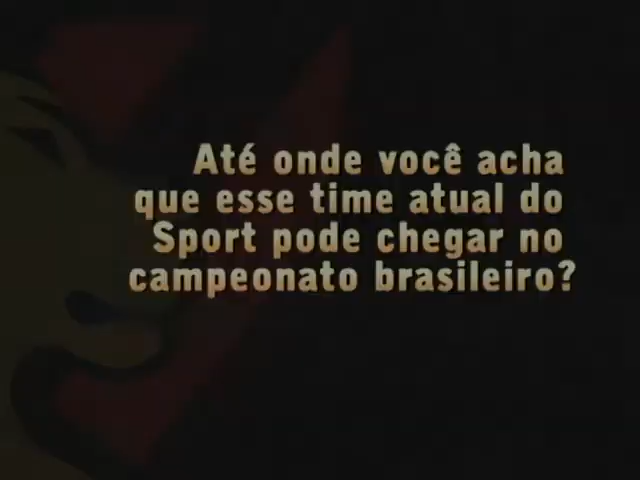 Até onde você acha
que esse time atual do
Sport pode chegar no
campeonato brasileiro?